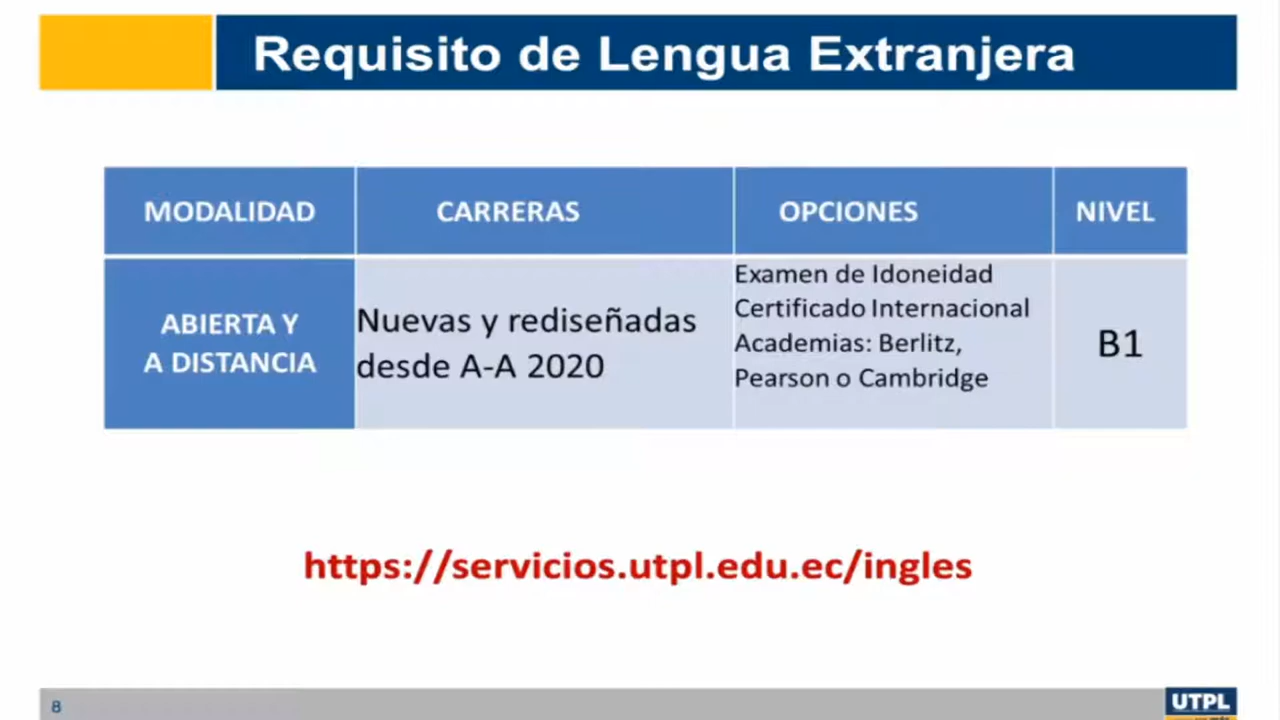 Requisito de Lengua Extranjera
MODALIDAD
CARRERAS
OPCIONES
NIVEL
ABIERTA Y
A DISTANCIA
Nuevas y rediseñadas
desde A-A 2020
Examen de Idoneidad
Certificado Internacional
Academias: Berlitz,
Pearson o Cambridge
B1
https://servicios.utpl.edu.ec/ingles
8
UTPL